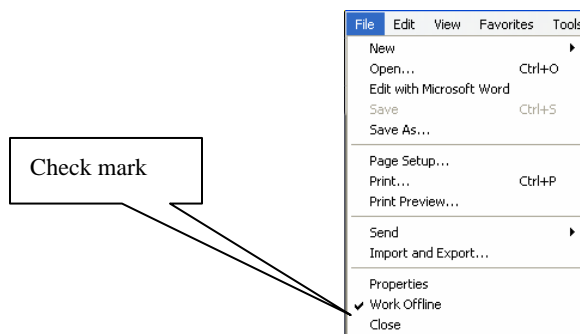 File Edit View Favorites Tools
New
Open... Ctrl+O
Edit with Microsoft Word
Save Ctrl+S
Save As...
Page Setup...
Print... Ctrl+P
Print Preview...
Send
Import and Export...
Properties
Work Offline
Close
Check mark